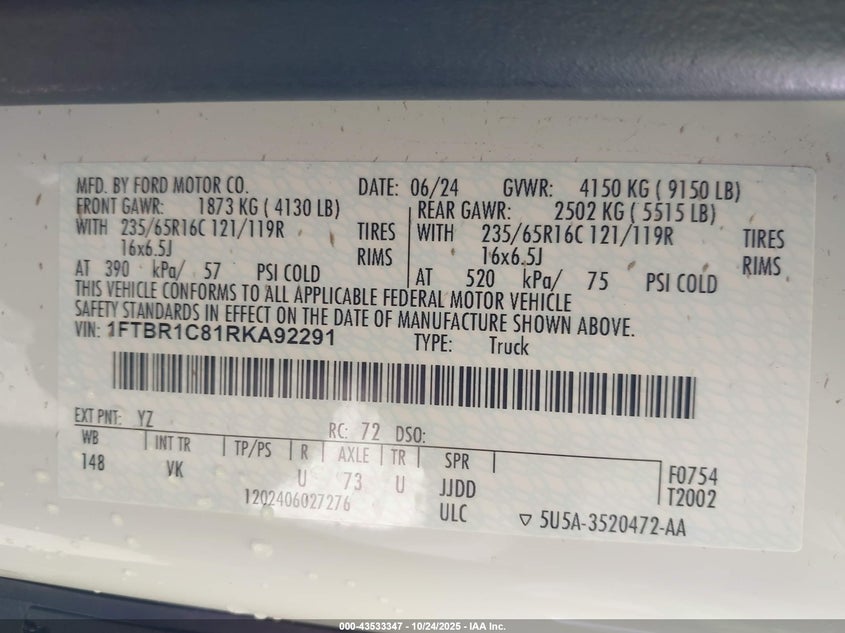 MFD. BY FORD MOTOR CO. DATE: 06/24 GVWR: 4150 KG ( 9150 LB)
FRONT GAWR: 1873 KG ( 4130 LB) REAR GAWR: 2502 KG ( 5515 LB)
WITH 235/65R16C 121/119R TIRES WITH 235/65R16C 121/119R TIRES
16x6.5J RIMS 16x6.5J RIMS
AT 390 kPa/ 57 PSI COLD AT 520 kPa/ 75 PSI COLD
THIS VEHICLE CONFORMS TO ALL APPLICABLE FEDERAL MOTOR VEHICLE
SAFETY STANDARDS IN EFFECT ON THE DATE OF MANUFACTURE SHOWN ABOVE.
VIN: 1FTBR1C81RKA92291 TYPE: Truck
EXT PNT: YZ RC: 72 DSO:
WB INT TR TP/PS R AXLE TR SPR
148 VK U 73 U JJDD F0754
1202406027276 ULC T2002
5U5A-3520472-AA
000-43533347 - 10/24/2025 - IAA Inc.